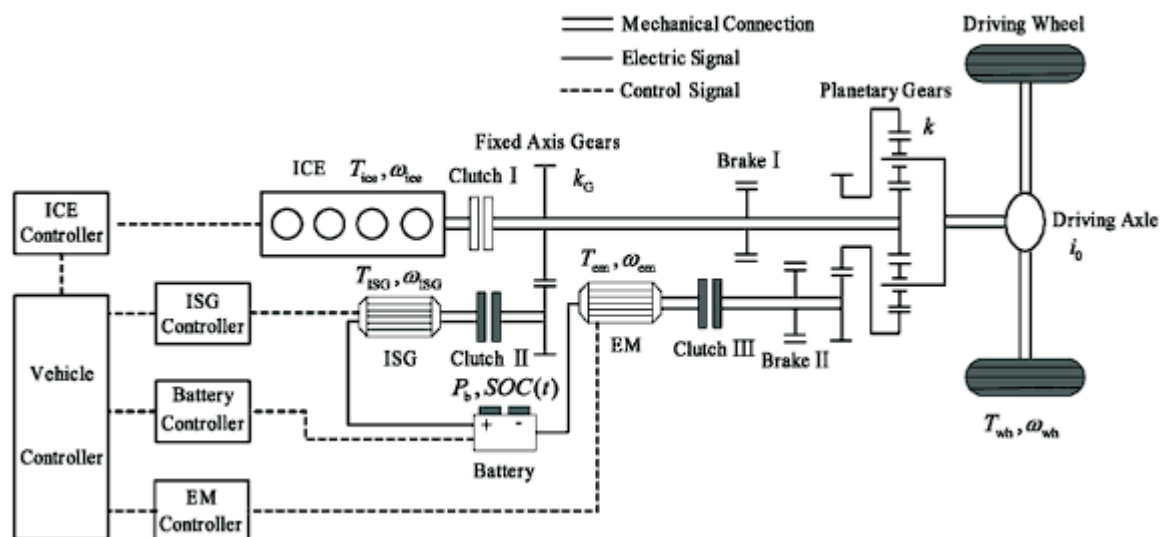 Mechanical Connection
Electric Signal
Control Signal
Driving Wheel
Planetary Gears
k
Fixed Axis Gears
k_G
ICE
T_ice, ω_ice
Clutch I
Brake I
ICE
Controller
Driving Axle
i_0
T_ISG, ω_ISG
T_em, ω_em
ISG
Controller
ISG
Clutch II
EM
Clutch III
Brake II
Vehicle
Controller
P_b, SOC(t)
Battery
Controller
+ -
Battery
T_wh, ω_wh
EM
Controller